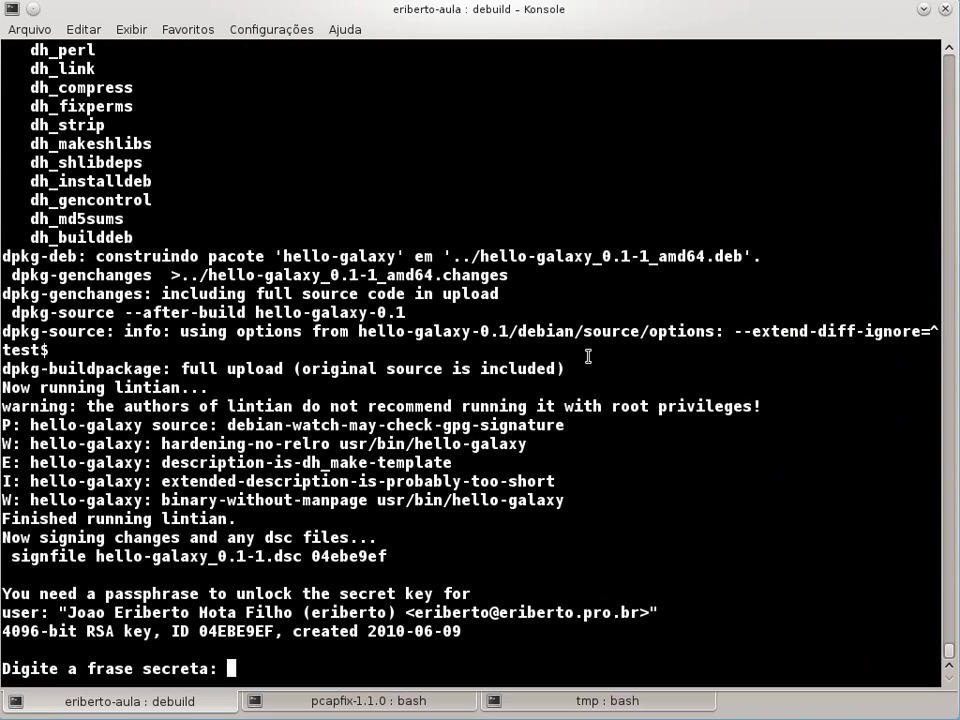 eriberto-aula : debuild – Konsole
Arquivo Editar Exibir Favoritos Configurações Ajuda
dh_perl
dh_link
dh_compress
dh_fixperms
dh_strip
dh_makeshlibs
dh_shlibdeps
dh_installdeb
dh_gencontrol
dh_md5sums
dh_builddeb
dpkg-deb: construindo pacote 'hello-galaxy' em '../hello-galaxy_0.1-1_amd64.deb'.
dpkg-genchanges >../hello-galaxy_0.1-1_amd64.changes
dpkg-genchanges: including full source code in upload
dpkg-source --after-build hello-galaxy-0.1
dpkg-source: info: using options from hello-galaxy-0.1/debian/source/options: --extend-diff-ignore=^
test$
dpkg-buildpackage: full upload (original source is included)
Now running lintian...
warning: the authors of lintian do not recommend running it with root privileges!
P: hello-galaxy source: debian-watch-may-check-gpg-signature
W: hello-galaxy: hardening-no-relro usr/bin/hello-galaxy
E: hello-galaxy: description-is-dh_make-template
I: hello-galaxy: extended-description-is-probably-too-short
W: hello-galaxy: binary-without-manpage usr/bin/hello-galaxy
Finished running lintian.
Now signing changes and any dsc files...
signfile hello-galaxy_0.1-1.dsc 04ebe9ef
You need a passphrase to unlock the secret key for
user: "Joao Eriberto Mota Filho (eriberto) <eriberto@eriberto.pro.br>"
4096-bit RSA key, ID 04EBE9EF, created 2010-06-09
Digite a frase secreta:
eriberto-aula : debuild pcapfix-1.1.0 : bash tmp : bash